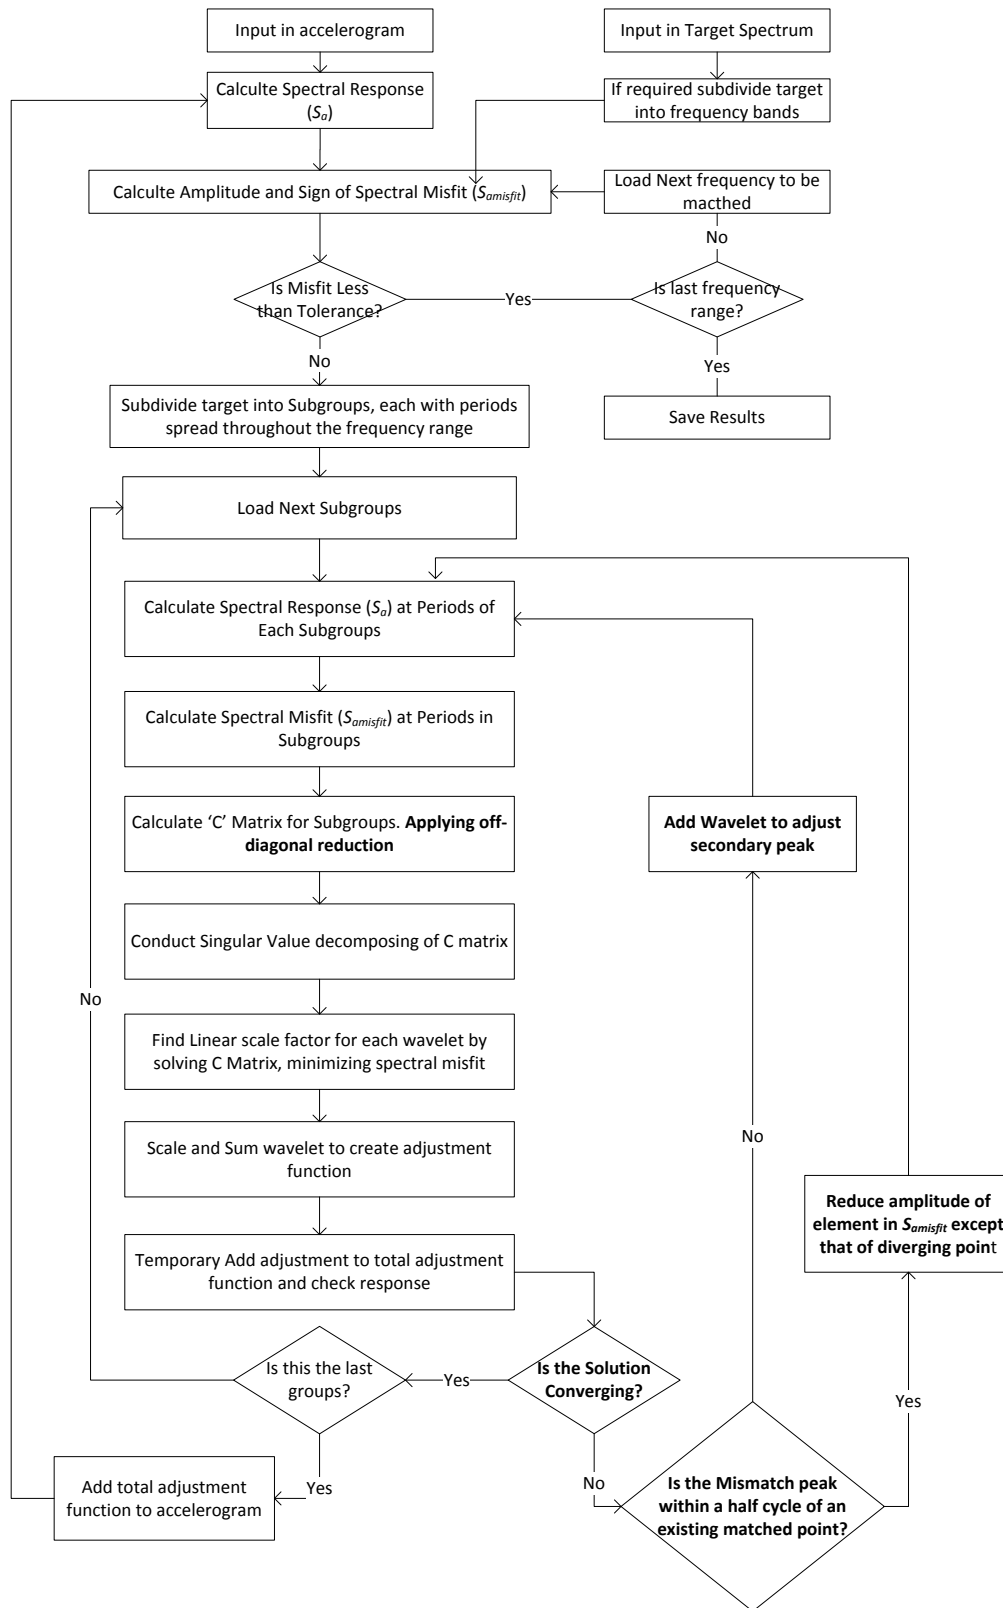 Input in accelerogram
Input in Target Spectrum
Calculte Spectral Response
(Sa)
If required subdivide target
into frequency bands
Calculte Amplitude and Sign of Spectral Misfit (Samisfit)
Load Next frequency to be
macthed
No
Is Misfit Less
than Tolerance?
Yes
Is last frequency
range?
No
Yes
Subdivide target into Subgroups, each with periods
spread throughout the frequency range
Save Results
Load Next Subgroups
Calculate Spectral Response (Sa) at Periods of
Each Subgroups
Calculate Spectral Misfit (Samisfit) at Periods in
Subgroups
Calculate ‘C’ Matrix for Subgroups. Applying off-
diagonal reduction
Add Wavelet to adjust
secondary peak
Conduct Singular Value decomposing of C matrix
No
Find Linear scale factor for each wavelet by
solving C Matrix, minimizing spectral misfit
Scale and Sum wavelet to create adjustment
function
No
Reduce amplitude of
element in Samisfit except
that of diverging point
Temporary Add adjustment to total adjustment
function and check response
Is this the last
groups?
Yes
Is the Solution
Converging?
Yes
Add total adjustment
function to accelerogram
Yes
No
Is the Mismatch peak
within a half cycle of an
existing matched point?